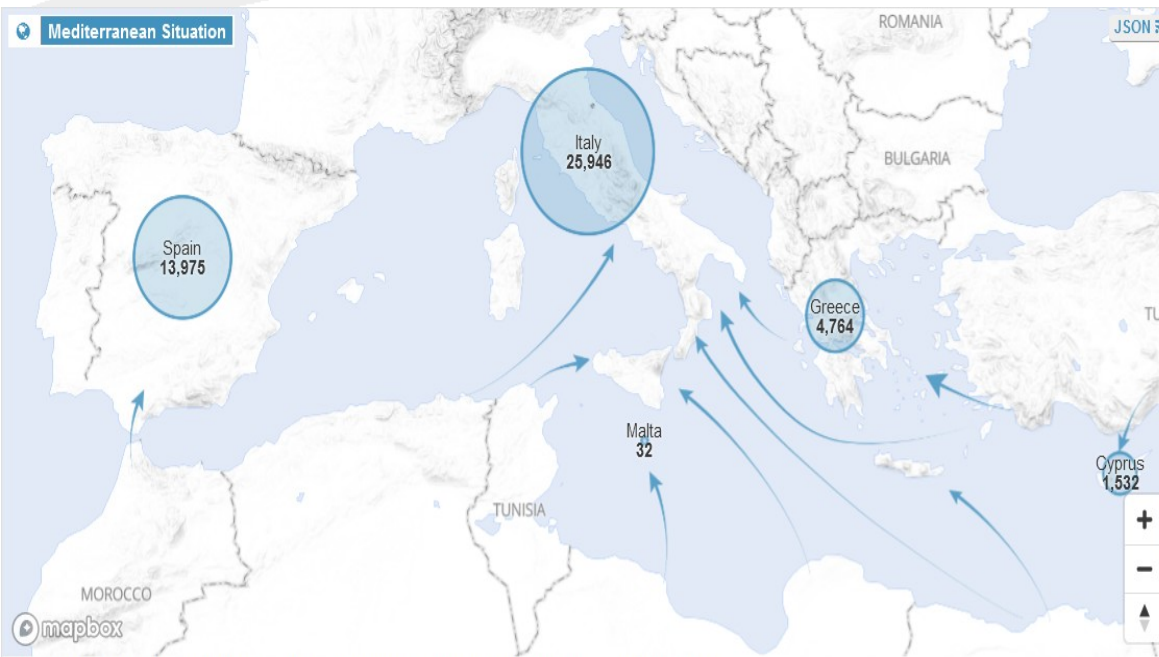 Mediterranean Situation
ROMANIA
JSON
Italy
25,946
BULGARIA
Spain
13,975
Greece
4,764
TU
Malta
32
Cyprus
1,532
TUNISIA
MOROCCO
mapbox